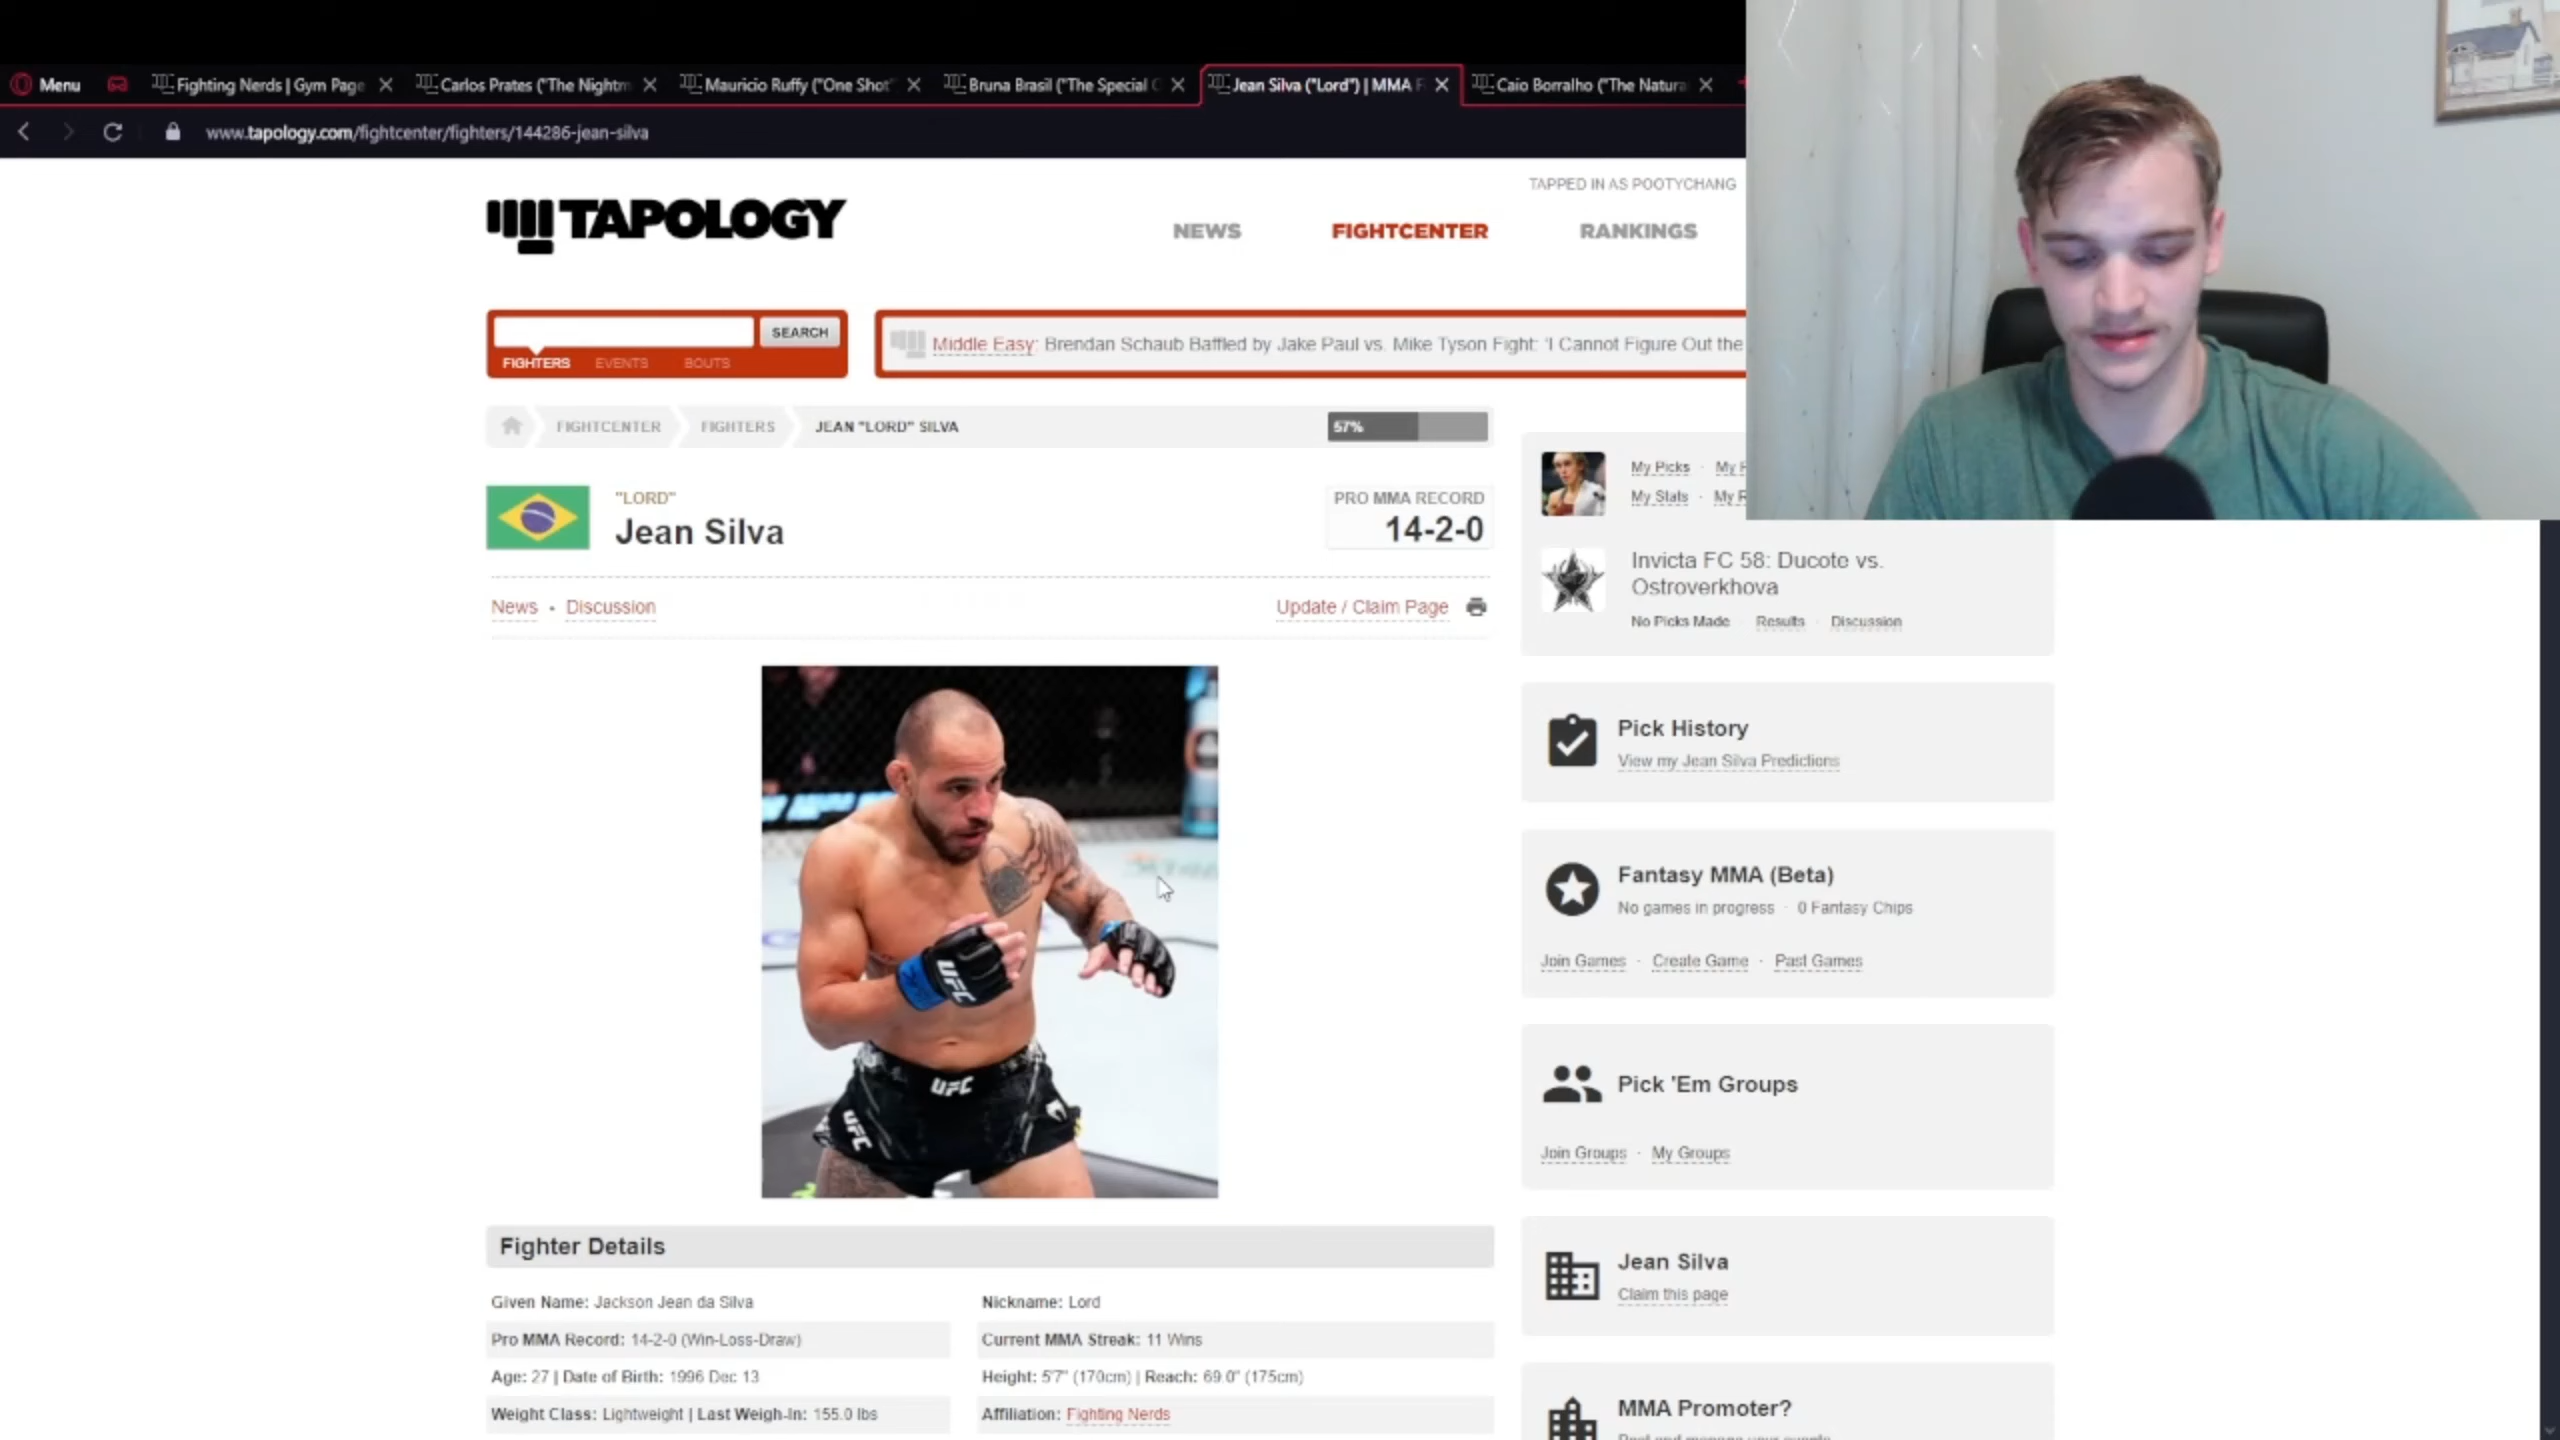 Menu
Fighting Nerds | Gym Page
Carlos Prates ("The Nightm
Mauricio Ruffy ("One Shot"
Bruna Brasil ("The Special
Jean Silva ("Lord") | MMA F
Caio Borralho ("The Natura
www.tapology.com/fightcenter/fighters/144286-jean-silva
TAPPED IN AS POOTYCHANG
TAPOLOGY
NEWS
FIGHTCENTER
RANKINGS
SEARCH
FIGHTERS
EVENTS
BOUTS
Middle Easy: Brendan Schaub Baffled by Jake Paul vs. Mike Tyson Fight: 'I Cannot Figure Out the
FIGHTCENTER
FIGHTERS
JEAN "LORD" SILVA
57%
"LORD"
Jean Silva
PRO MMA RECORD
14-2-0
News • Discussion
Update / Claim Page
UFC
UFC
UFC
Fighter Details
Given Name: Jackson Jean da Silva
Nickname: Lord
Pro MMA Record: 14-2-0 (Win-Loss-Draw)
Current MMA Streak: 11 Wins
Age: 27 | Date of Birth: 1996 Dec 13
Height: 5'7" (170cm) | Reach: 69.0" (175cm)
Weight Class: Lightweight | Last Weigh-In: 155.0 lbs
Affiliation: Fighting Nerds
My Picks · My
My Stats · My
Invicta FC 58: Ducote vs.
Ostroverkhova
No Picks Made · Results · Discussion
Pick History
View my Jean Silva Predictions
Fantasy MMA (Beta)
No games in progress · 0 Fantasy Chips
Join Games · Create Game · Past Games
Pick 'Em Groups
Join Groups · My Groups
Jean Silva
Claim this page
MMA Promoter?